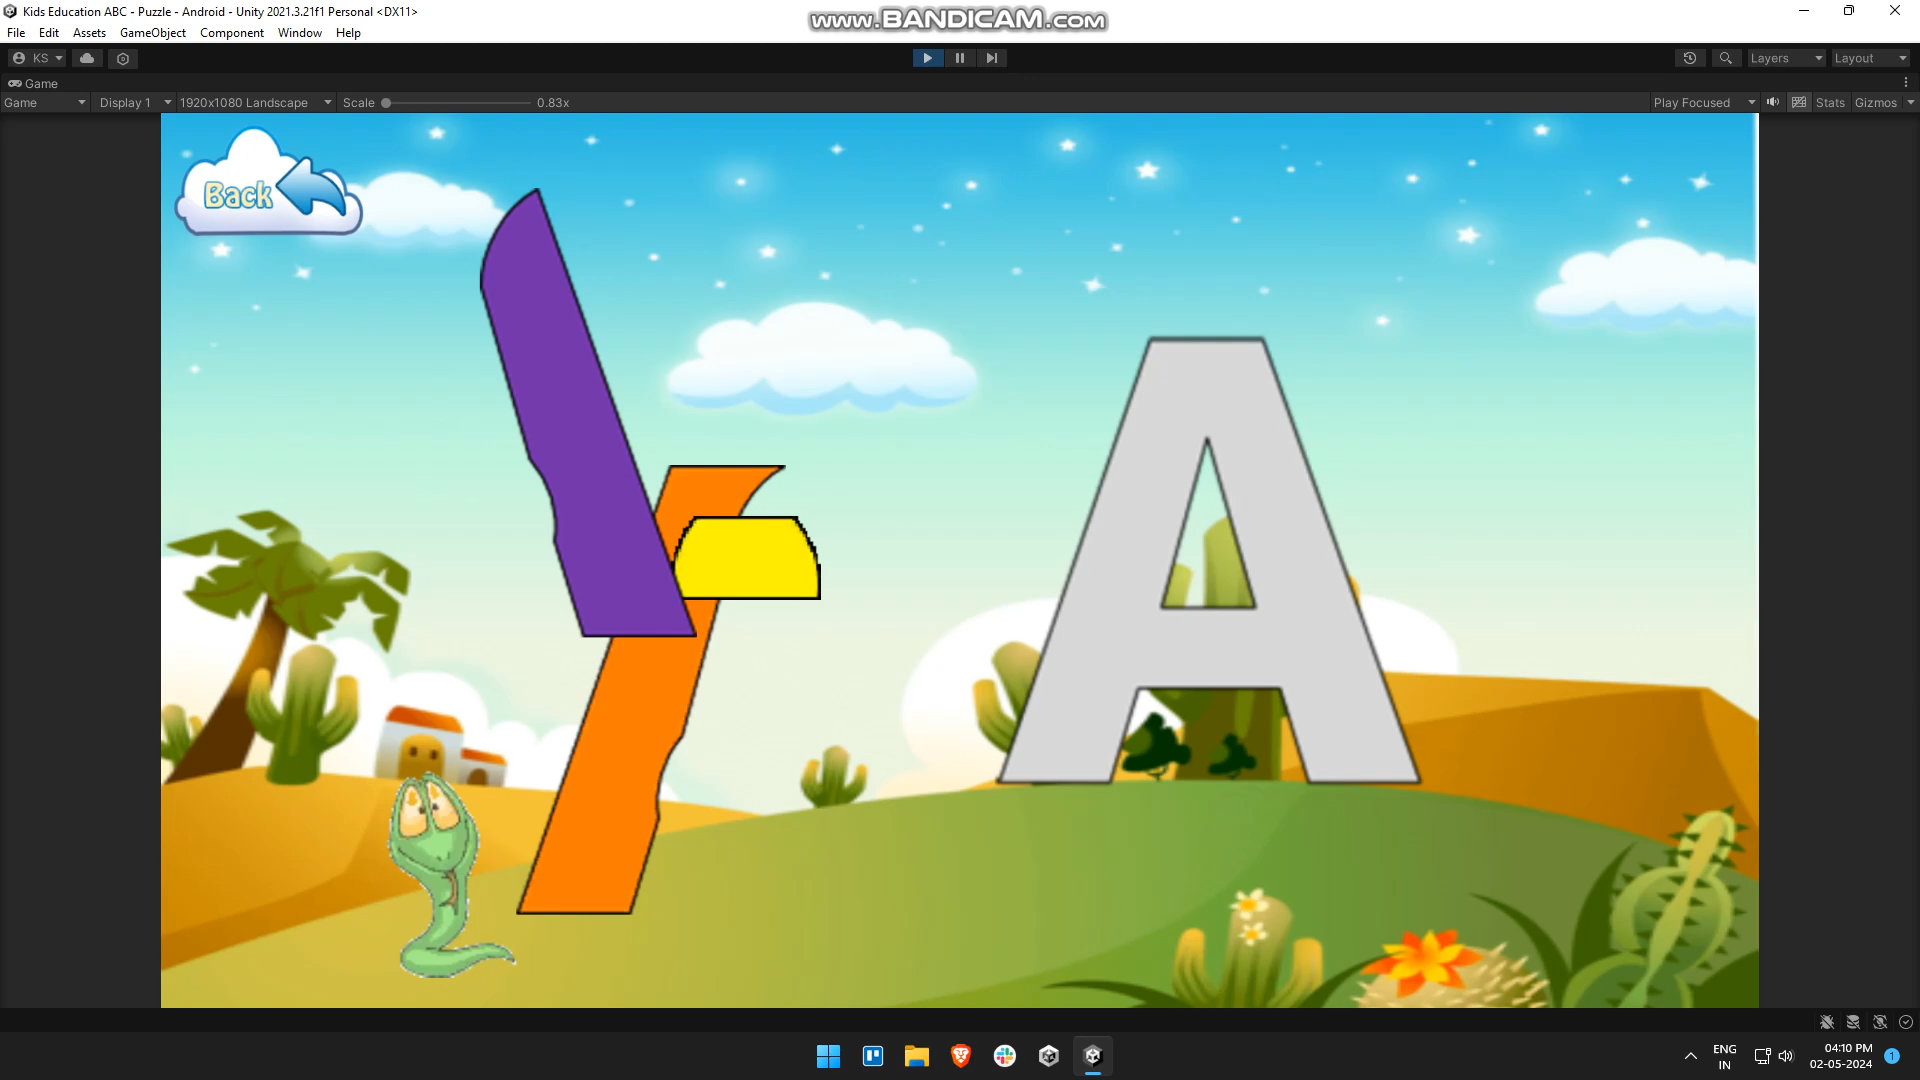 Kids Education ABC - Puzzle - Android - Unity 2021.3.21f1 Personal <DX11>
www.BANDICAM.com
File Edit Assets GameObject Component Window Help
KS Layers Layout
Game
Game Display 1 1920x1080 Landscape Scale 0.83x Play Focused Stats Gizmos
Back
A
ENG 04:10 PM
IN 02-05-2024 1